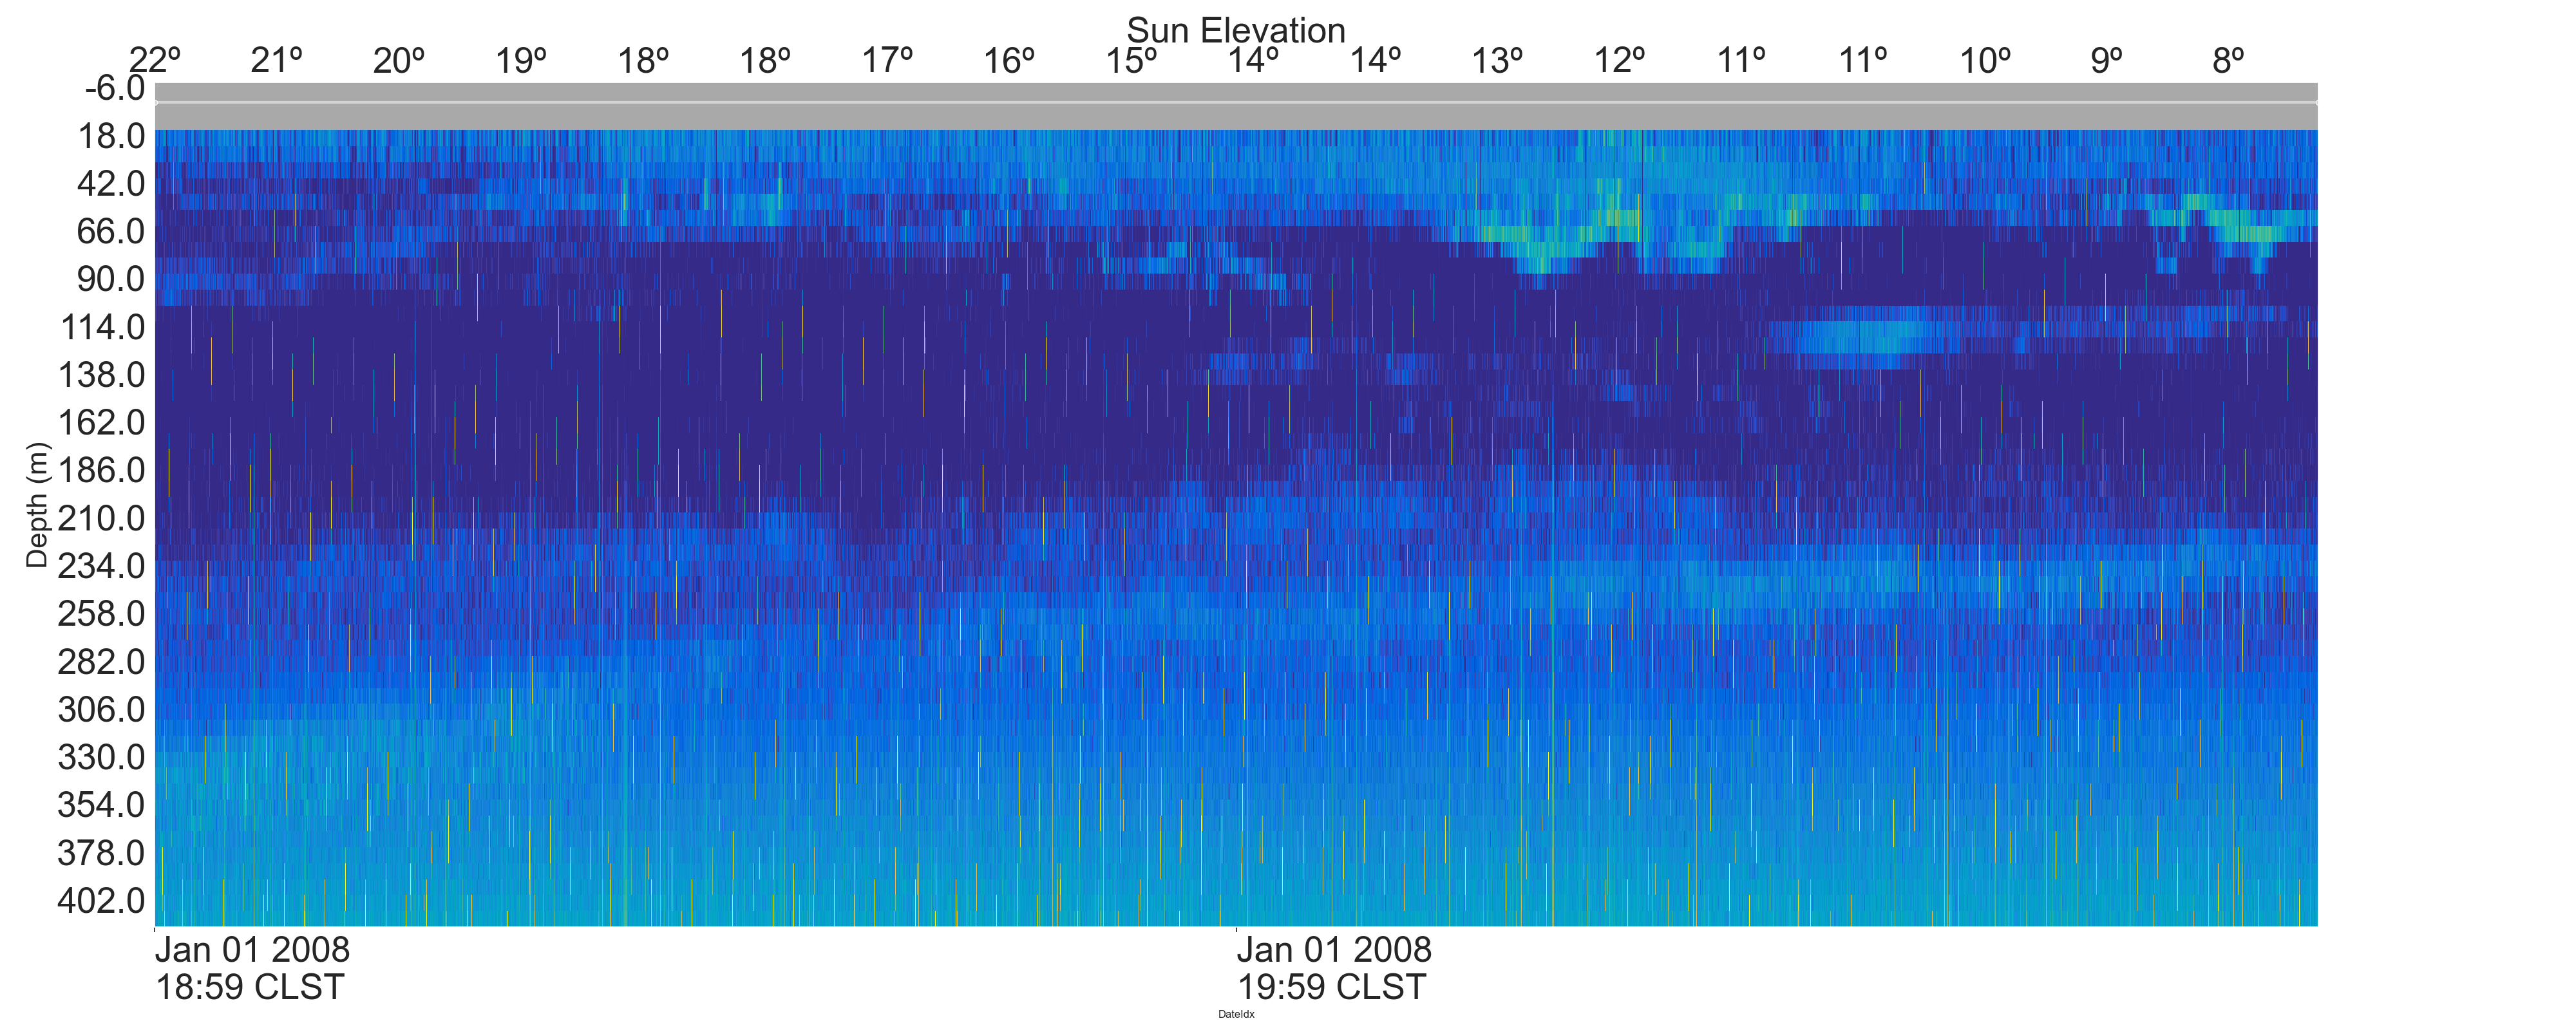 Sun Elevation
22º 21º 20º 19º 18º 18º 17º 16º 15º 14º 14º 13º 12º 11º 11º 10º 9º 8º
-6.0
18.0
42.0
66.0
90.0
114.0
138.0
162.0
186.0
210.0
234.0
258.0
282.0
306.0
330.0
354.0
378.0
402.0
Depth (m)
Jan 01 2008
18:59 CLST
Jan 01 2008
19:59 CLST
DateIdx